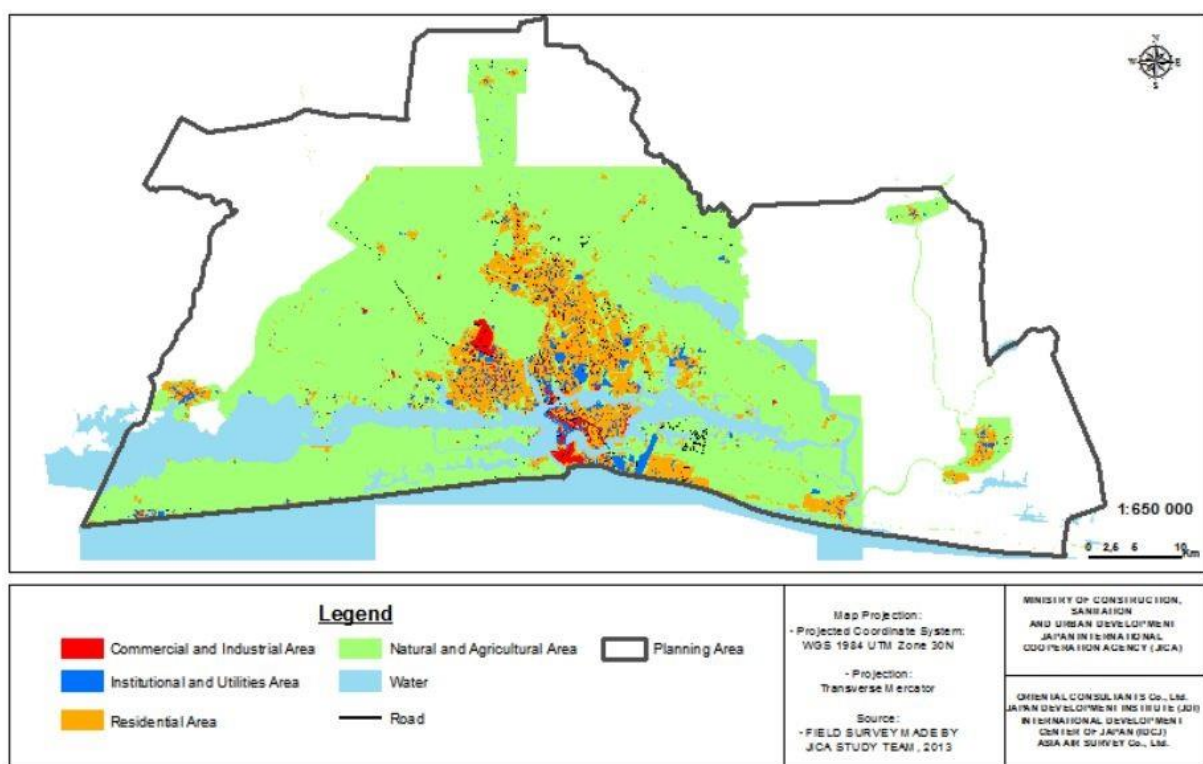 N
W E
S
1:650 000
0 2,5 5 10
Km
Legend
Commercial and Industrial Area
Institutional and Utilities Area
Residential Area
Natural and Agricultural Area
Water
Road
Planning Area
Map Projection:
- Projected Coordinate System:
WGS 1984 UTM Zone 30N
- Projection:
Transverse Mercator
Source:
- FIELD SURVEY MADE BY
JICA STUDY TEAM, 2013
MINISTRY OF CONSTRUCTION,
SANITATION
AND URBAN DEVELOPMENT
JAPAN INTERNATIONAL
COOPERATION AGENCY (JICA)
ORIENTAL CONSULTANTS Co., Ltd.
JAPAN DEVELOPMENT INSTITUTE (JDI)
INTERNATIONAL DEVELOPMENT
CENTER OF JAPAN (IDCJ)
ASIA AIR SURVEY Co., Ltd.